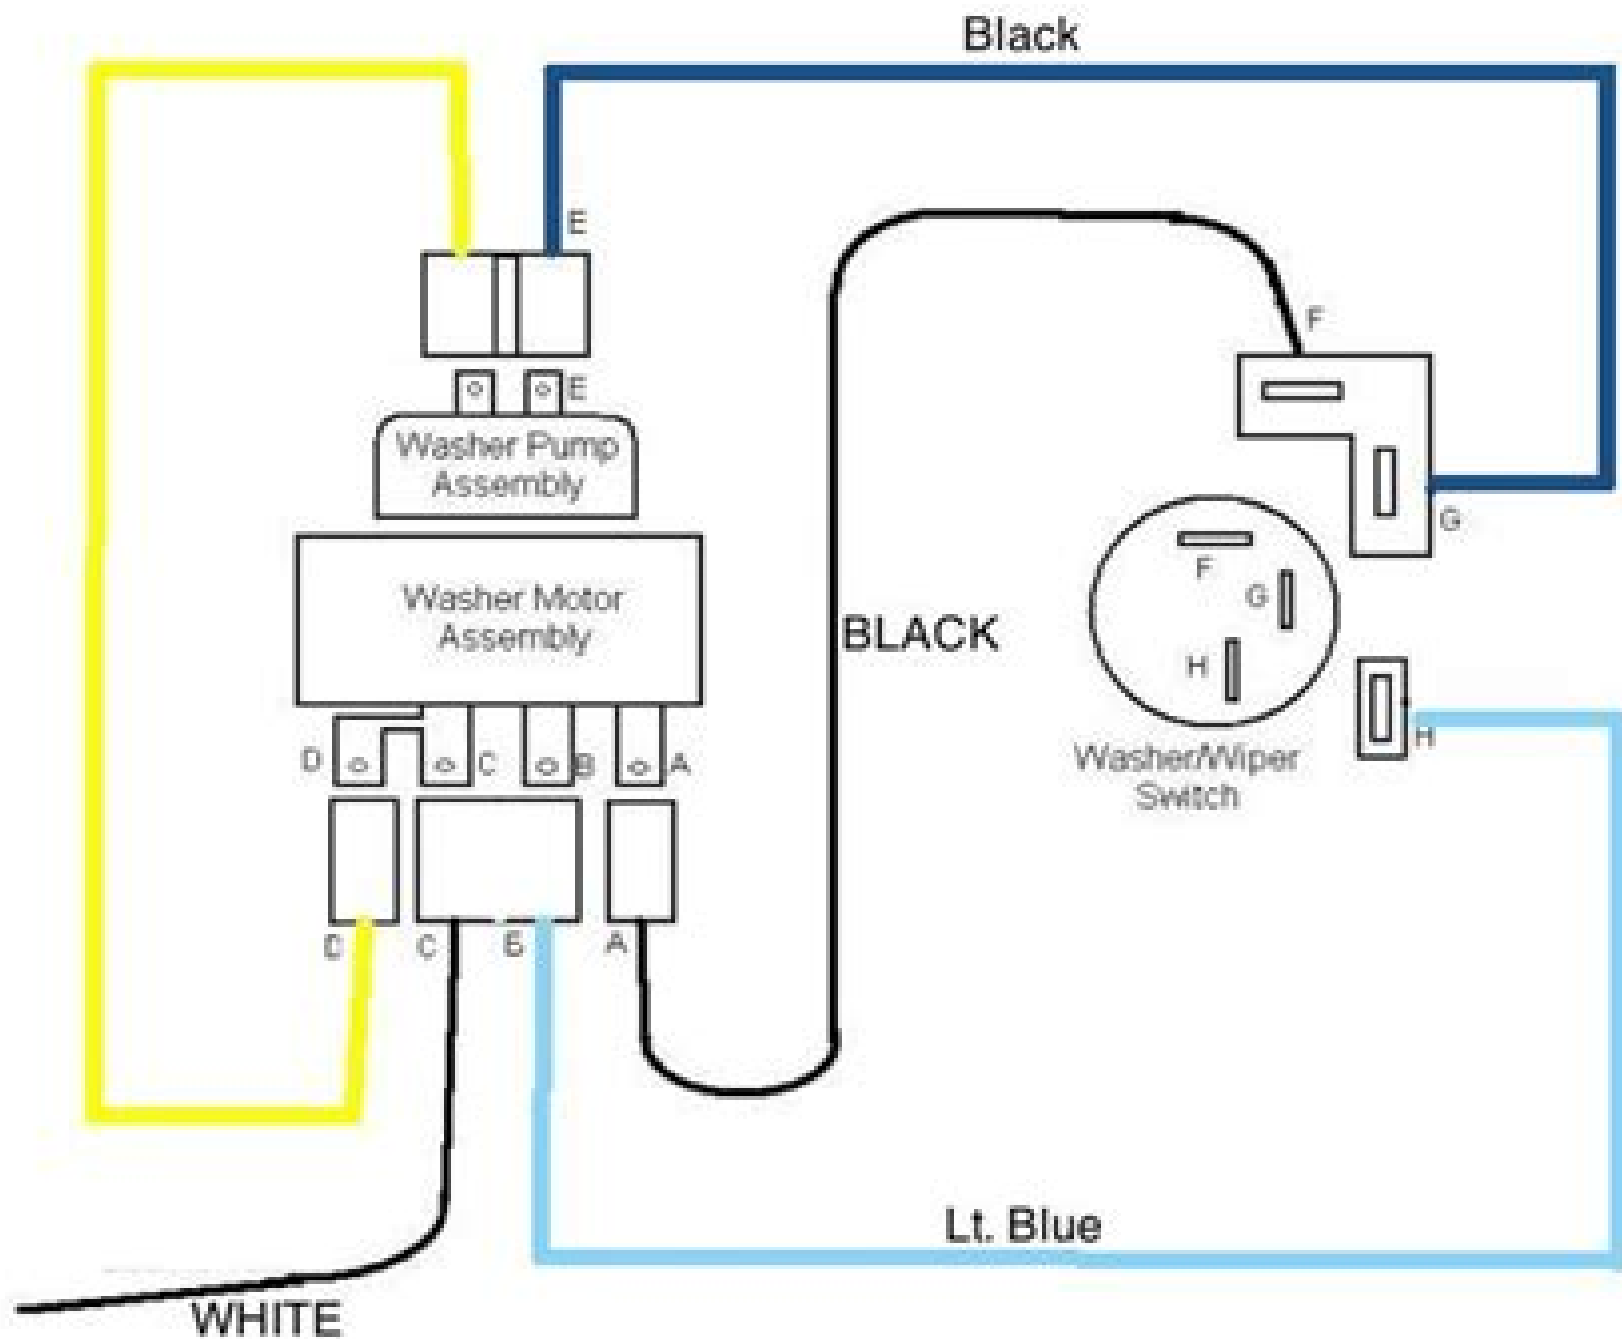 Black
E
E
Washer Pump
Assembly
F
G
Washer Motor
Assembly
F
G
H
BLACK
H
Washer/Wiper
Switch
D
C
B
A
C
B
A
Lt. Blue
WHITE